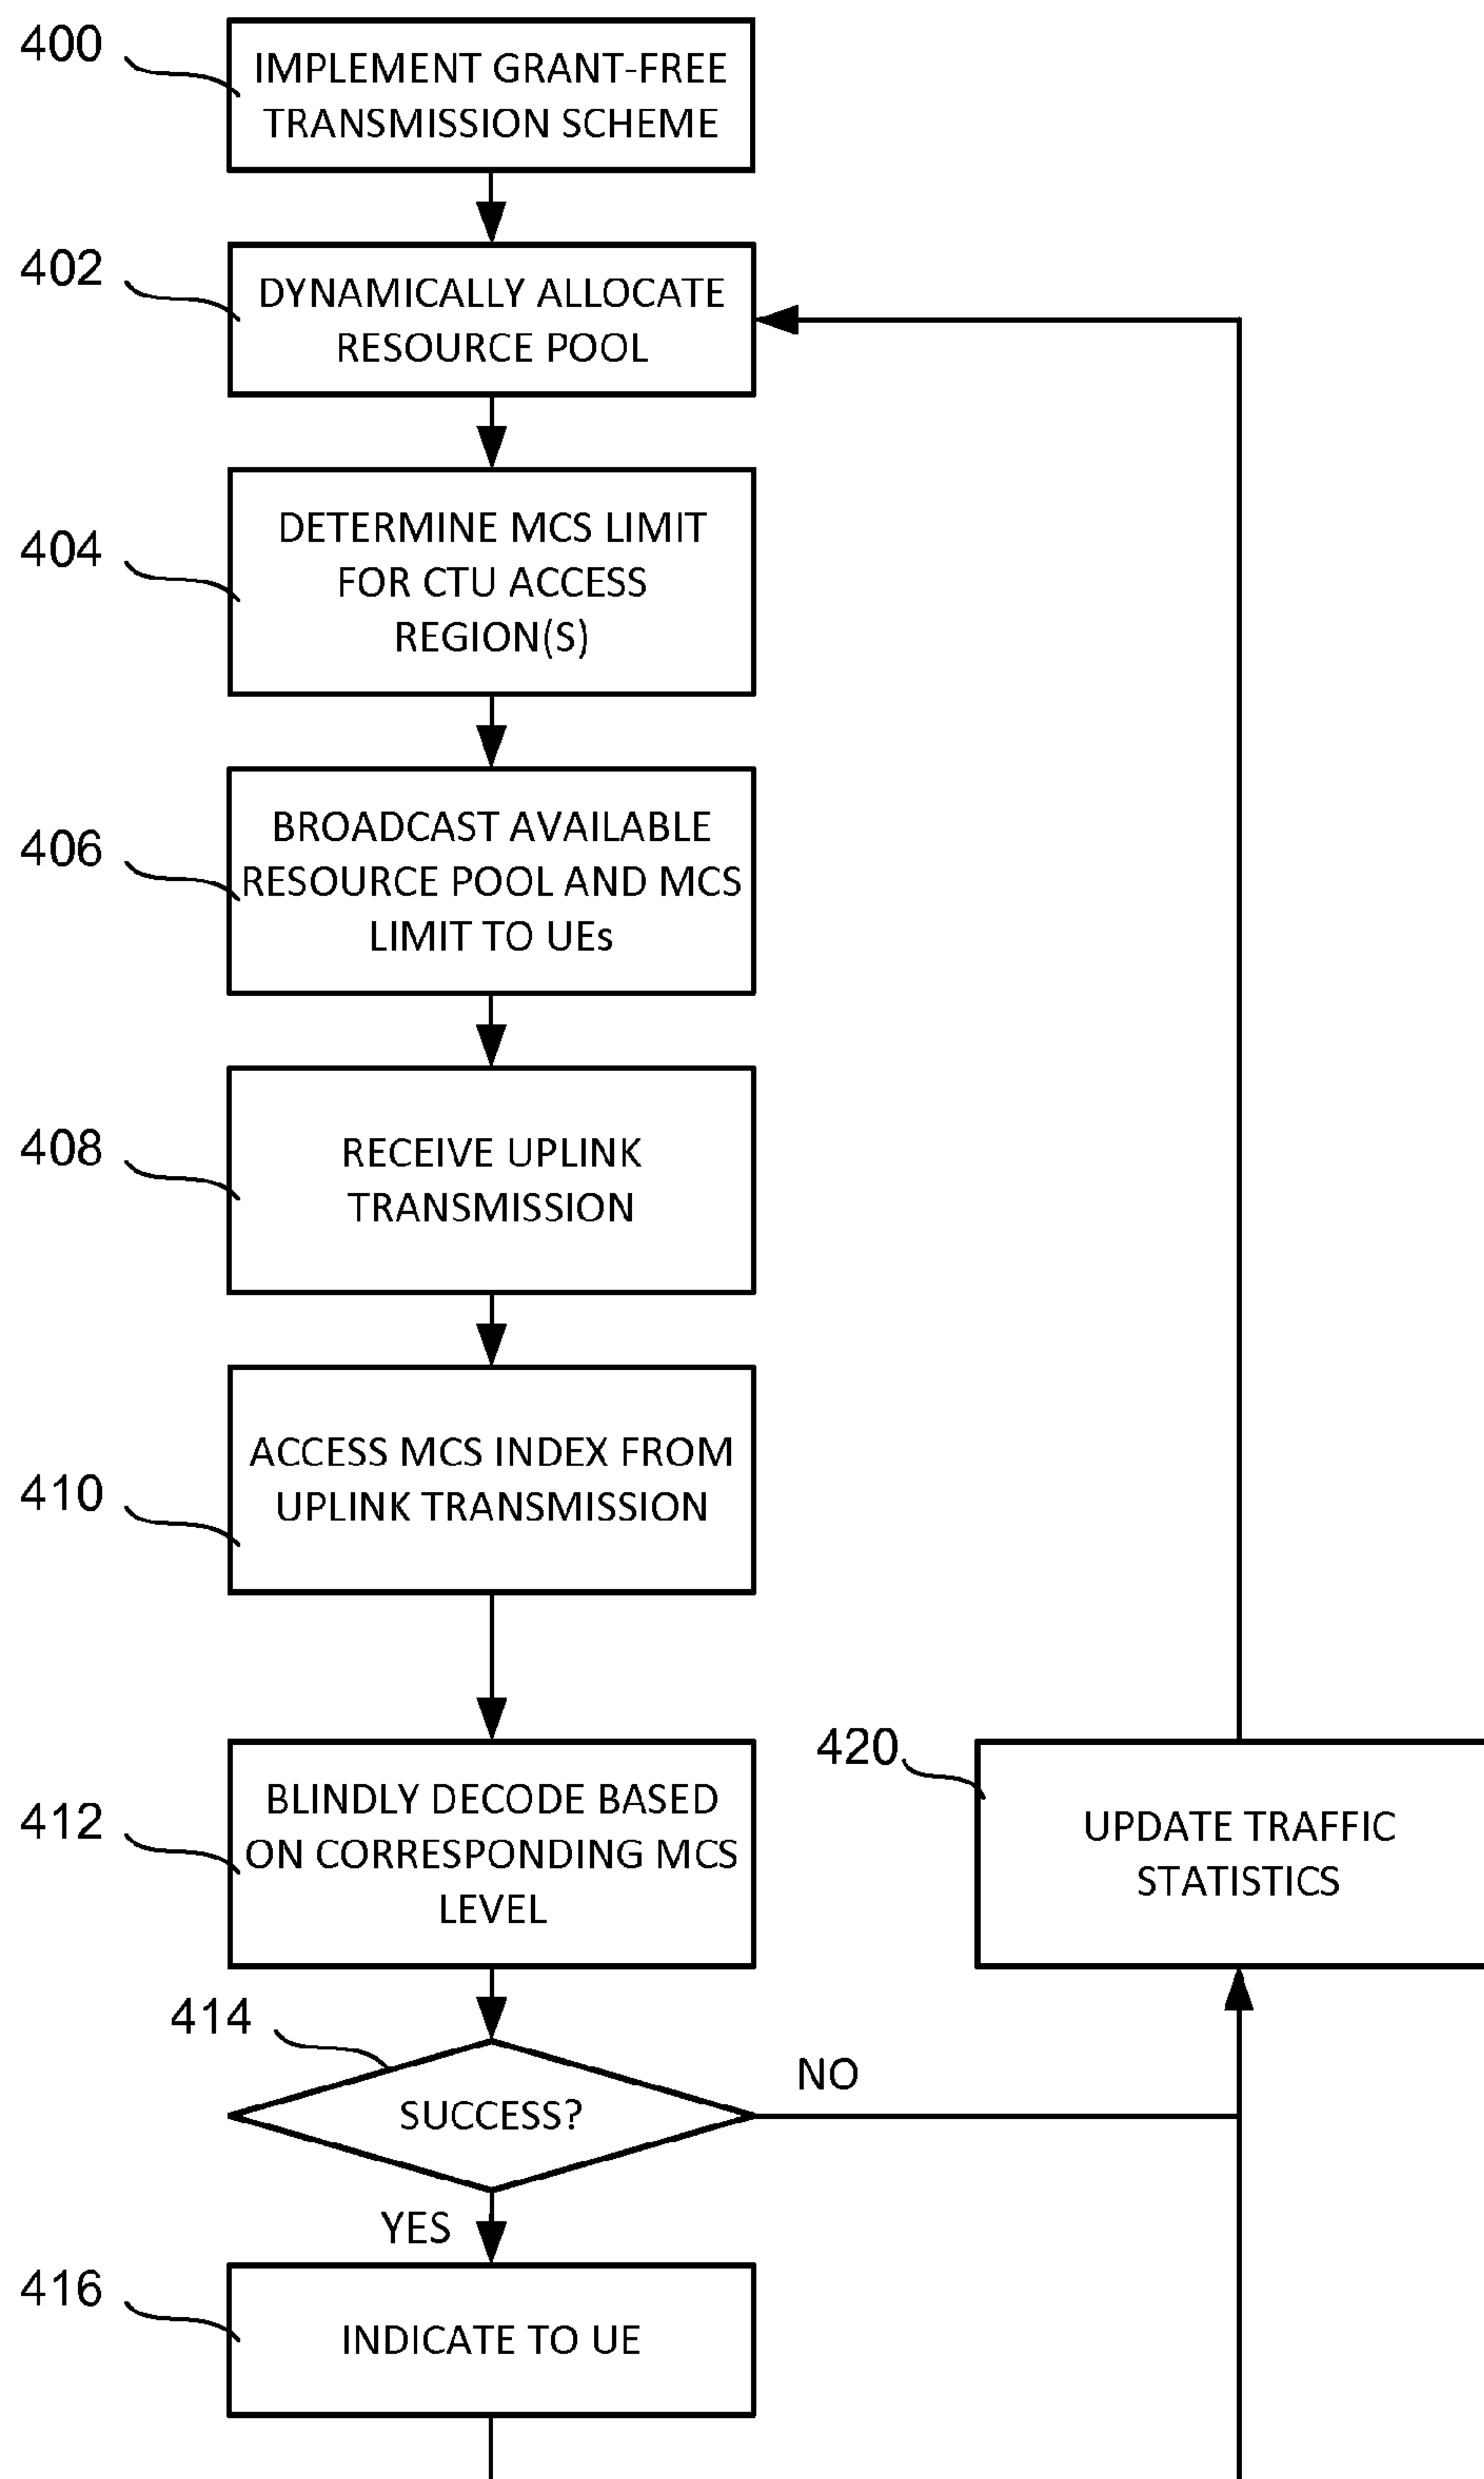 400
IMPLEMENT GRANT-FREE
TRANSMISSION SCHEME
402
DYNAMICALLY ALLOCATE
RESOURCE POOL
404
DETERMINE MCS LIMIT
FOR CTU ACCESS
REGION(S)
406
BROADCAST AVAILABLE
RESOURCE POOL AND MCS
LIMIT TO UEs
408
RECEIVE UPLINK
TRANSMISSION
410
ACCESS MCS INDEX FROM
UPLINK TRANSMISSION
412
BLINDLY DECODE BASED
ON CORRESPONDING MCS
LEVEL
420
UPDATE TRAFFIC
STATISTICS
414
SUCCESS?
NO
YES
416
INDICATE TO UE